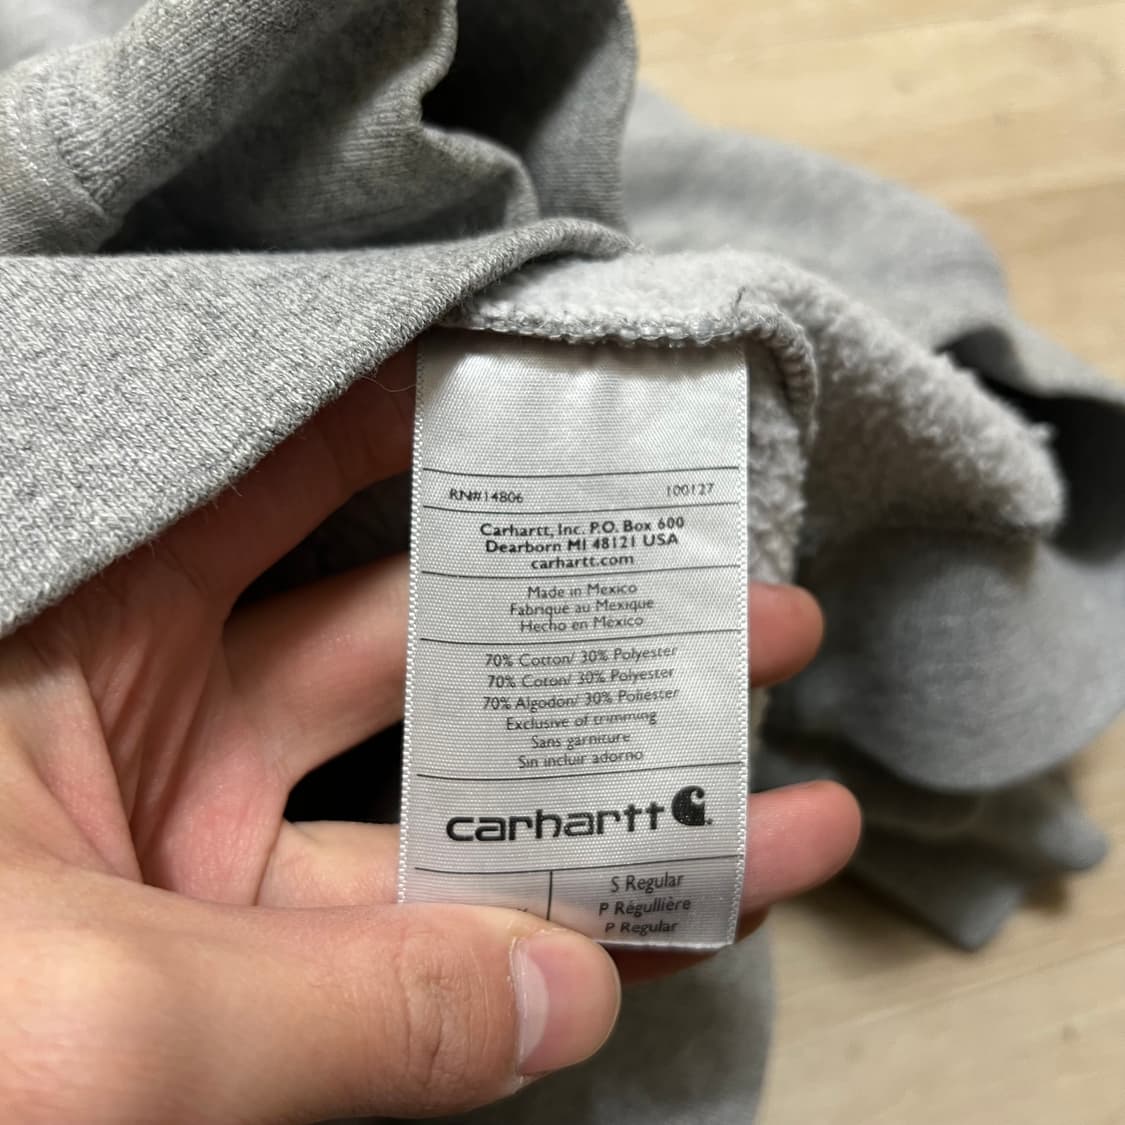 RN#14806 100127
Carhartt, Inc. P.O. Box 600
Dearborn MI 48121 USA
carhartt.com
Made in Mexico
Fabriqué au Mexique
Hecho en México
70% Cotton/ 30% Polyester
70% Coton/ 30% Polyester
70% Algodon/ 30% Poliester
Exclusive of trimming
Sans garniture
Sin incluir adorno
carhartt
S Regular
P Régullière
P Regular